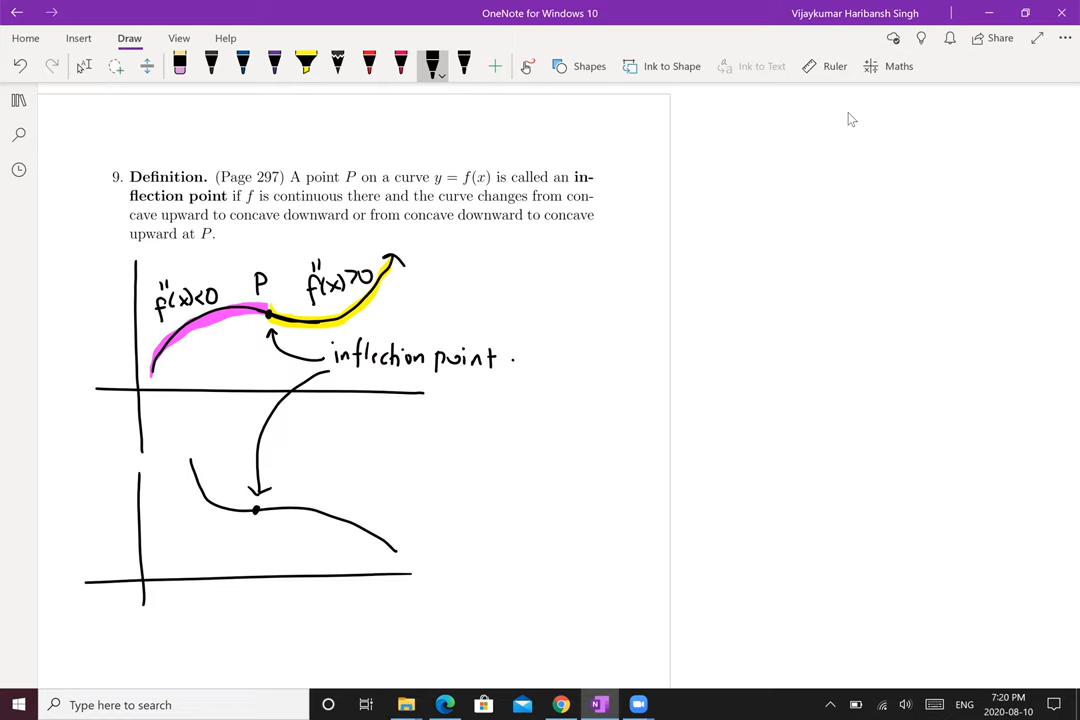 OneNote for Windows 10
Vijaykumar Haribansh Singh
Home Insert Draw View Help
Share
Shapes Ink to Shape Ink to Text Ruler Maths
9. Definition. (Page 297) A point P on a curve y = f(x) is called an in-
flection point if f is continuous there and the curve changes from con-
cave upward to concave downward or from concave downward to concave
upward at P.
f''(x)<0 P f''(x)>0
inflection point.
Type here to search
ENG
7:20 PM
2020-08-10